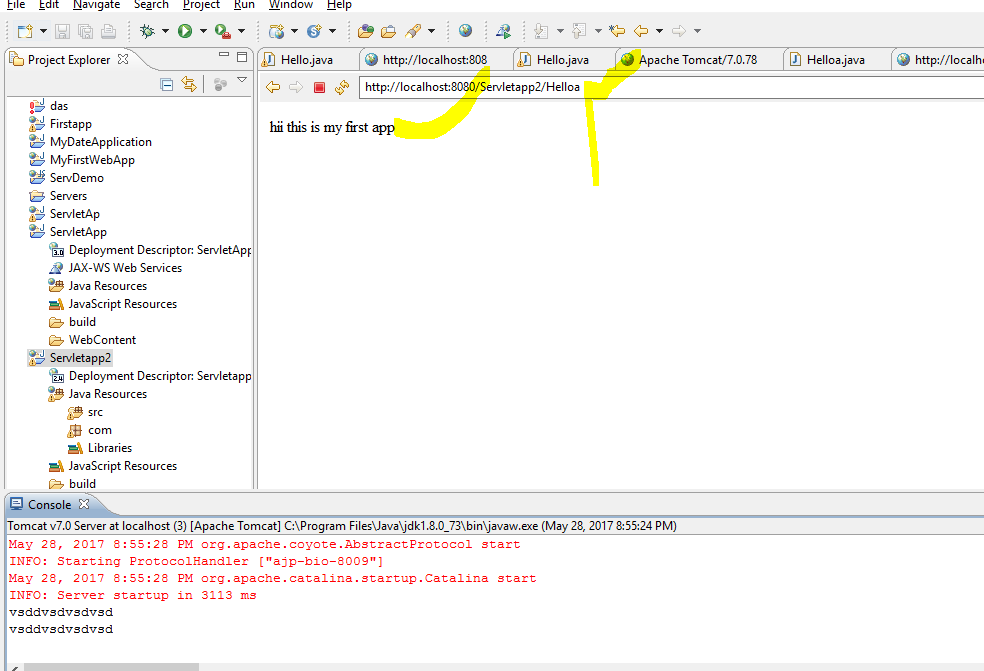 File Edit Navigate Search Project Run Window Help
Project Explorer
Hello.java http://localhost:808 Hello.java Apache Tomcat/7.0.78 Helloa.java http://localh
http://localhost:8080/Servletapp2/Helloa
hii this is my first app
das
Firstapp
MyDateApplication
MyFirstWebApp
ServDemo
Servers
ServletAp
ServletApp
Deployment Descriptor: ServletApp
JAX-WS Web Services
Java Resources
JavaScript Resources
build
WebContent
Servletapp2
Deployment Descriptor: Servletapp
Java Resources
src
com
Libraries
JavaScript Resources
build
Console
Tomcat v7.0 Server at localhost (3) [Apache Tomcat] C:\Program Files\Java\jdk1.8.0_73\bin\javaw.exe (May 28, 2017 8:55:24 PM)
May 28, 2017 8:55:28 PM org.apache.coyote.AbstractProtocol start
INFO: Starting ProtocolHandler ["ajp-bio-8009"]
May 28, 2017 8:55:28 PM org.apache.catalina.startup.Catalina start
INFO: Server startup in 3113 ms
vsddvsdvsdvsd
vsddvsdvsdvsd